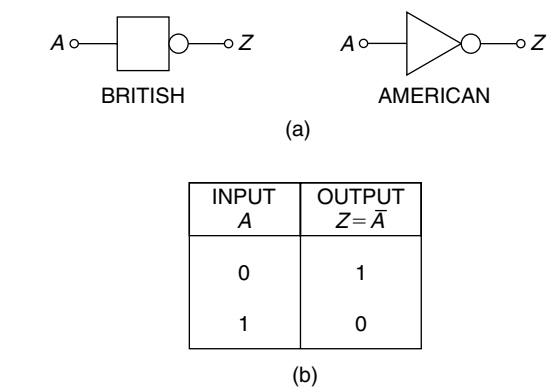 A Z A Z
BRITISH AMERICAN
(a)
INPUT OUTPUT
A Z = A̅
0 1
1 0
(b)